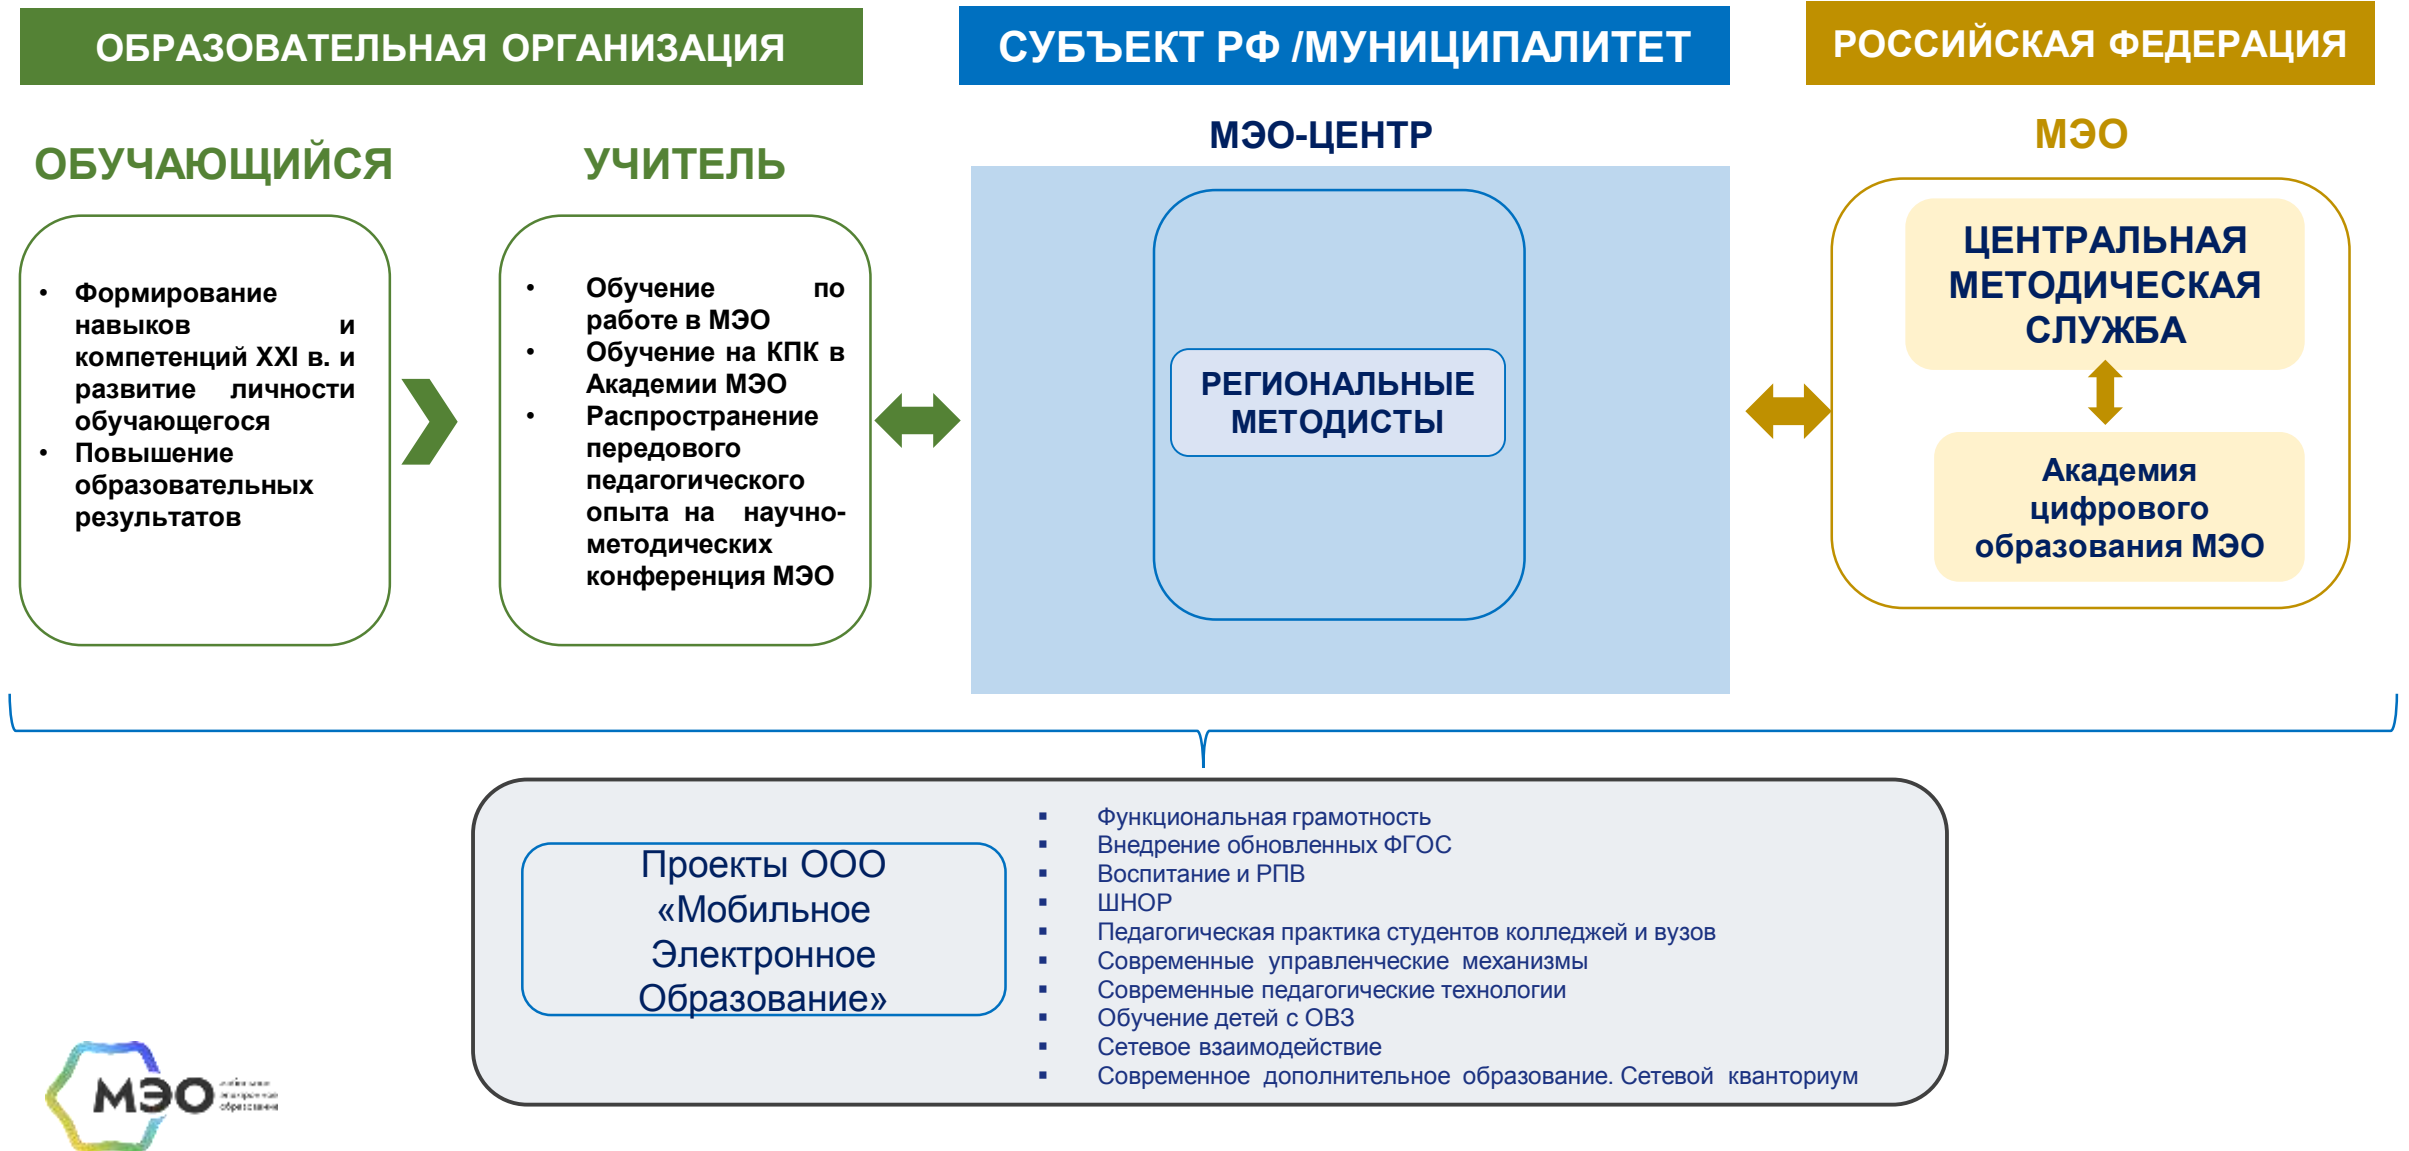 ОБРАЗОВАТЕЛЬНАЯ ОРГАНИЗАЦИЯ
СУБЪЕКТ РФ /МУНИЦИПАЛИТЕТ
РОССИЙСКАЯ ФЕДЕРАЦИЯ
ОБУЧАЮЩИЙСЯ
• Формирование
навыков и
компетенций XXI в. и
развитие личности
обучающегося
• Повышение
образовательных
результатов
УЧИТЕЛЬ
• Обучение по
работе в МЭО
• Обучение на КПК в
Академии МЭО
• Распространение
передового
педагогического
опыта на научно-
методических
конференция МЭО
МЭО-ЦЕНТР
РЕГИОНАЛЬНЫЕ
МЕТОДИСТЫ
МЭО
ЦЕНТРАЛЬНАЯ
МЕТОДИЧЕСКАЯ
СЛУЖБА
Академия
цифрового
образования МЭО
Проекты ООО
«Мобильное
Электронное
Образование»
▪ Функциональная грамотность
▪ Внедрение обновленных ФГОС
▪ Воспитание и РПВ
▪ ШНОР
▪ Педагогическая практика студентов колледжей и вузов
▪ Современные управленческие механизмы
▪ Современные педагогические технологии
▪ Обучение детей с ОВЗ
▪ Сетевое взаимодействие
▪ Современное дополнительное образование. Сетевой кванториум
МЭО
образование